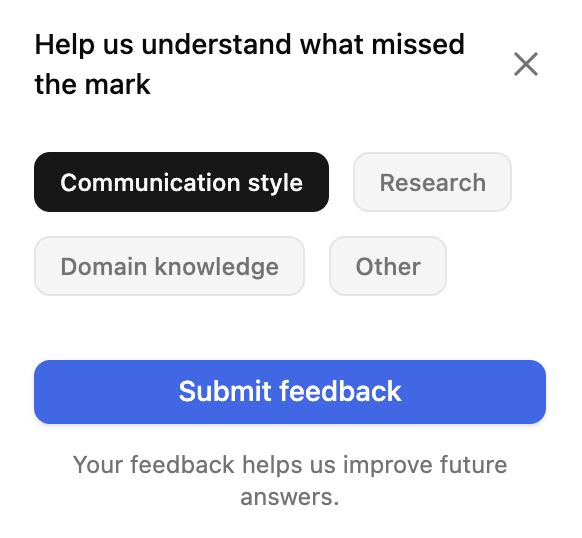 Help us understand what missed
the mark
Communication style
Research
Domain knowledge
Other
Submit feedback
Your feedback helps us improve future
answers.